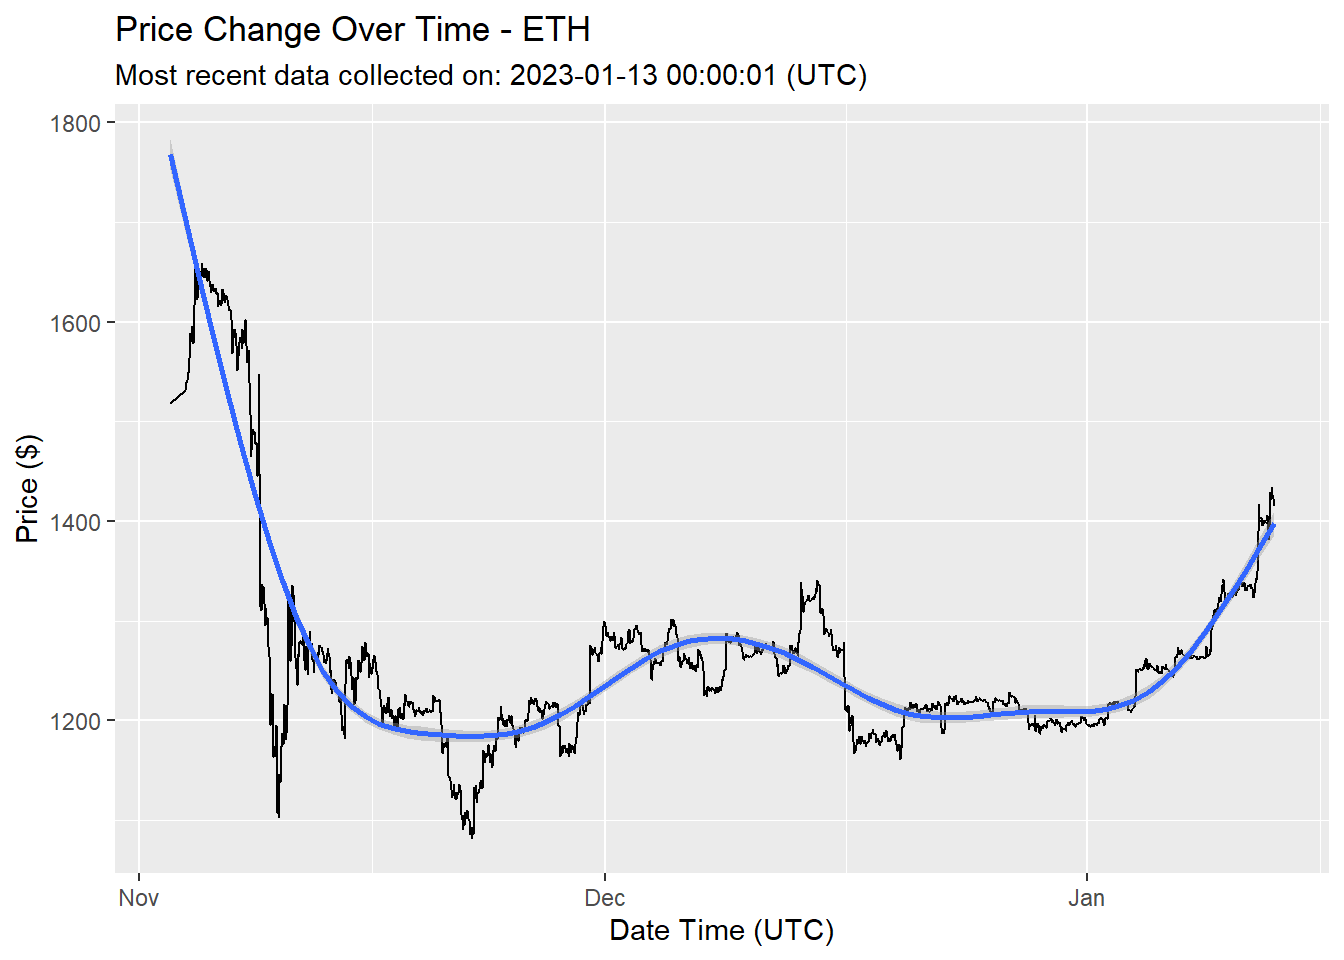 Price Change Over Time - ETH
Most recent data collected on: 2023-01-13 00:00:01 (UTC)
1800
1600
1400
1200
Price ($)
Nov
Dec
Jan
Date Time (UTC)